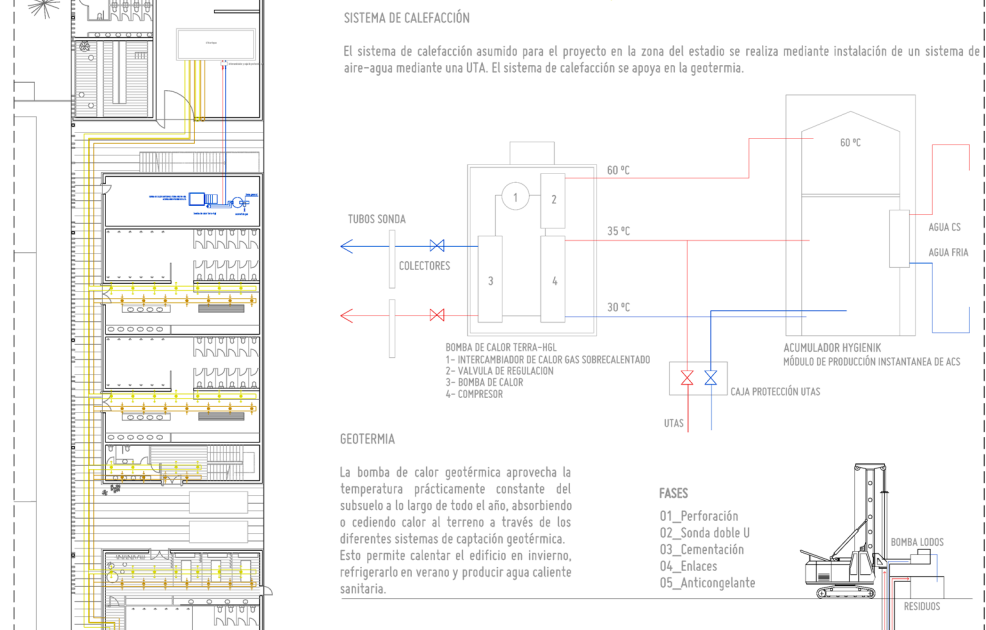 SISTEMA DE CALEFACCIÓN
El sistema de calefacción asumido para el proyecto en la zona del estadio se realiza mediante instalación de un sistema de
aire-agua mediante una UTA. El sistema de calefacción se apoya en la geotermia.
60 ºC
60 ºC
1
2
AGUA CS
TUBOS SONDA
35 ºC
AGUA FRIA
COLECTORES
3
4
30 ºC
BOMBA DE CALOR TERRA-HGL
1- INTERCAMBIADOR DE CALOR GAS SOBRECALENTADO
2- VALVULA DE REGULACION
3- BOMBA DE CALOR
4- COMPRESOR
ACUMULADOR HYGIENIK
MÓDULO DE PRODUCCIÓN INSTANTANEA DE ACS
CAJA PROTECCIÓN UTAS
UTAS
GEOTERMIA
La bomba de calor geotérmica aprovecha la
temperatura prácticamente constante del
subsuelo a lo largo de todo el año, absorbiendo
o cediendo calor al terreno a través de los
diferentes sistemas de captación geotérmica.
Esto permite calentar el edificio en invierno,
refrigerarlo en verano y producir agua caliente
sanitaria.
FASES
01_Perforación
02_Sonda doble U
03_Cementación
04_Enlaces
05_Anticongelante
BOMBA LODOS
RESIDUOS